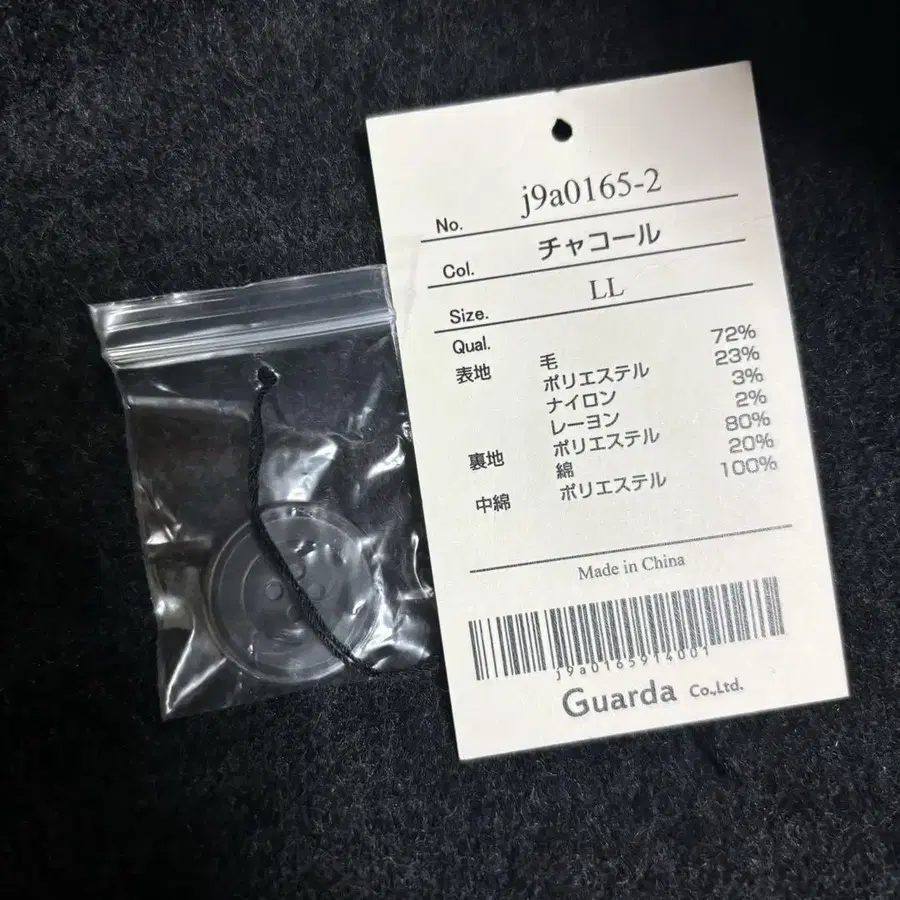 No. j9a0165-2
Col. チャコール
Size. LL
Qual.
表地 毛 72%
ポリエステル 23%
ナイロン 3%
レーヨン 2%
裏地 ポリエステル 80%
綿 20%
中綿 ポリエステル 100%
Made in China
j9a0165914001
Guarda Co.,Ltd.